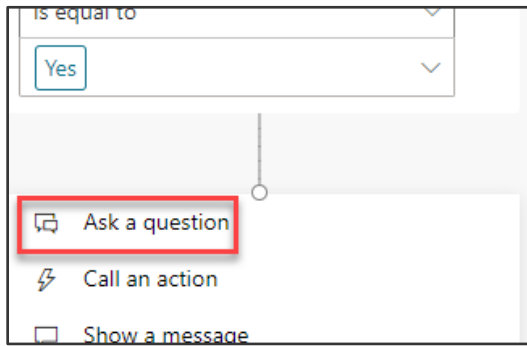 is equal to
Yes
Ask a question
Call an action
Show a message